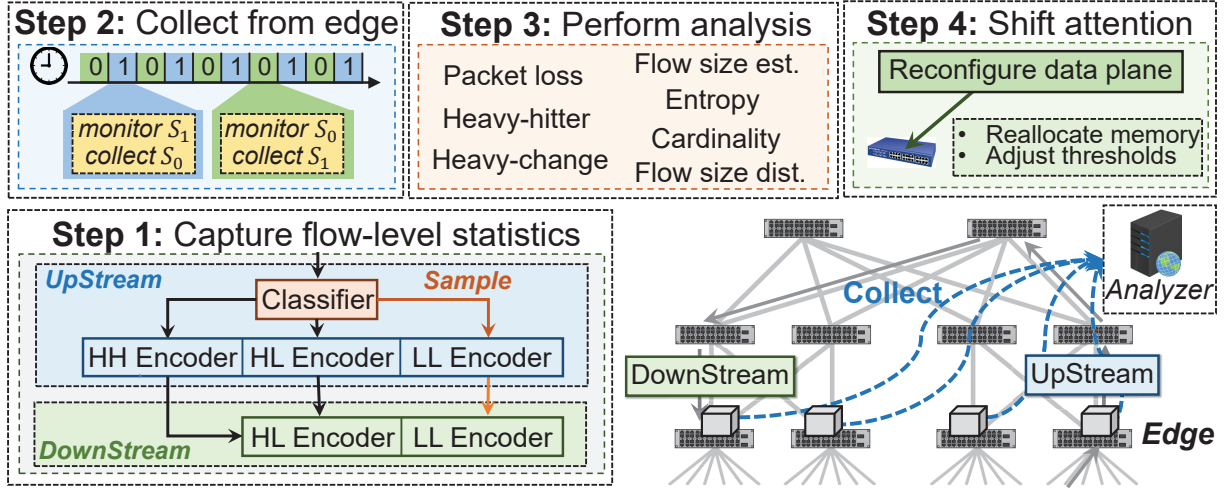 Step 2: Collect from edge
0 1 0 1 0 1 0 1 0 1
monitor S₁
collect S₀
monitor S₀
collect S₁
Step 3: Perform analysis
Packet loss
Heavy-hitter
Heavy-change
Flow size est.
Entropy
Cardinality
Flow size dist.
Step 4: Shift attention
Reconfigure data plane
• Reallocate memory
• Adjust thresholds
Step 1: Capture flow-level statistics
UpStream
Classifier
Sample
HH Encoder
HL Encoder
LL Encoder
DownStream
HL Encoder
LL Encoder
Collect
Analyzer
DownStream
UpStream
Edge